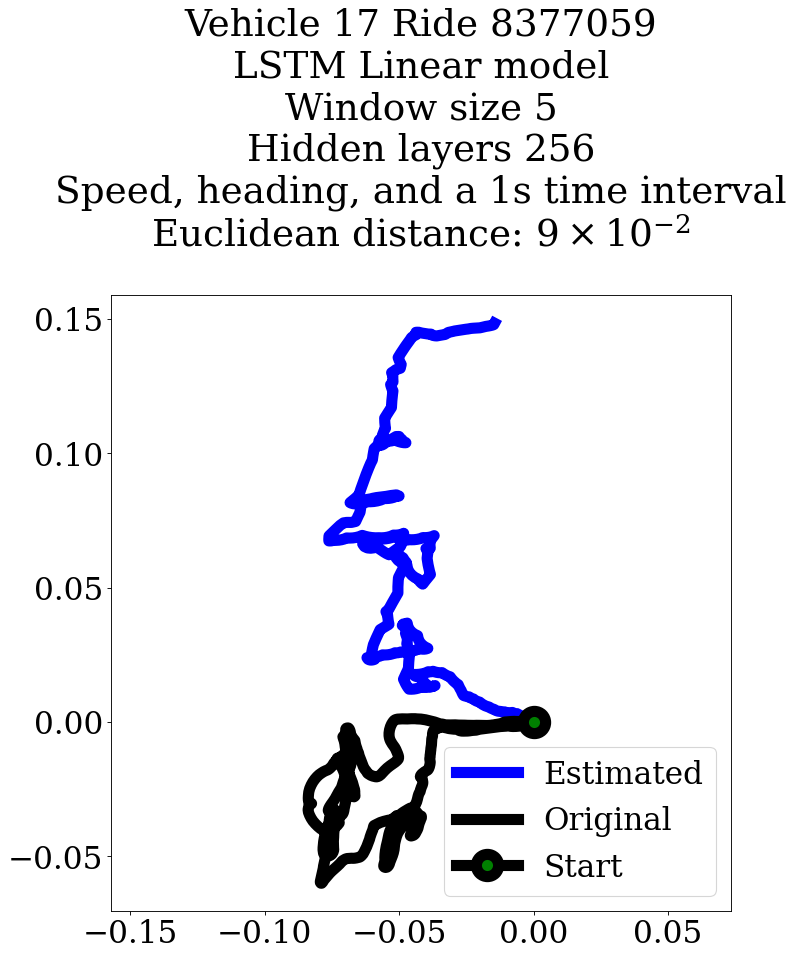 Vehicle 17 Ride 8377059
LSTM Linear model
Window size 5
Hidden layers 256
Speed, heading, and a 1s time interval
Euclidean distance: 9 × 10⁻²
0.15
0.10
0.05
0.00
−0.05
Estimated
Original
Start
−0.15 −0.10 −0.05 0.00 0.05